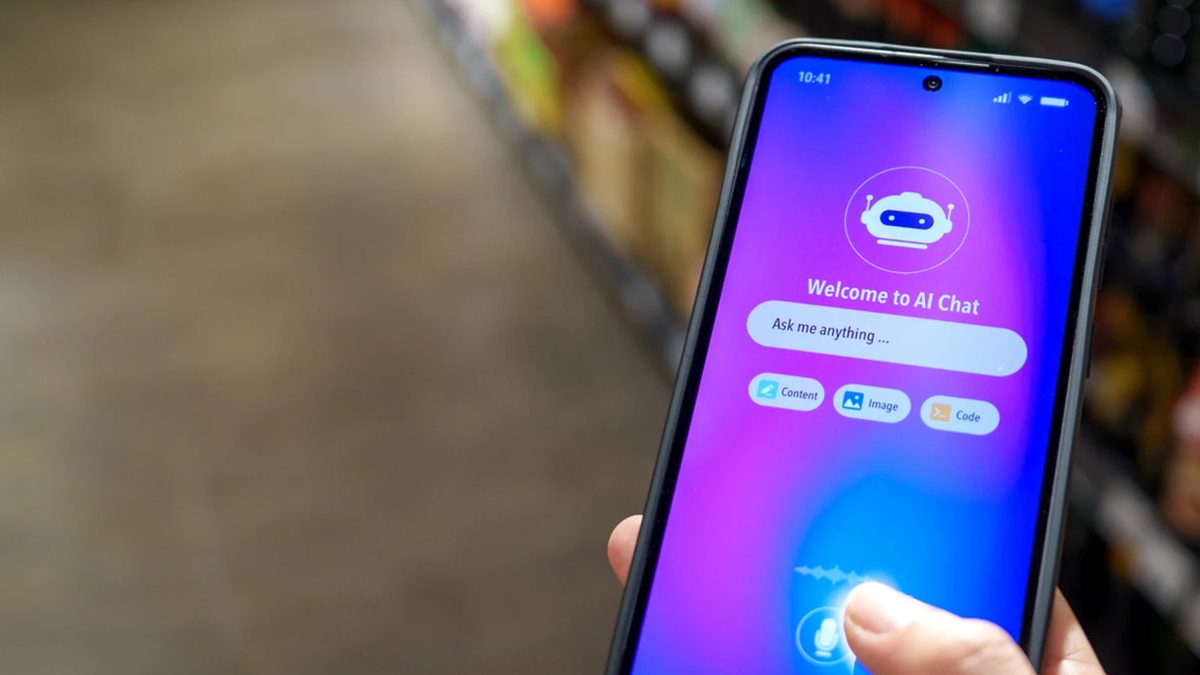 10:41
Welcome to AI Chat
Ask me anything ...
Content
Image
Code